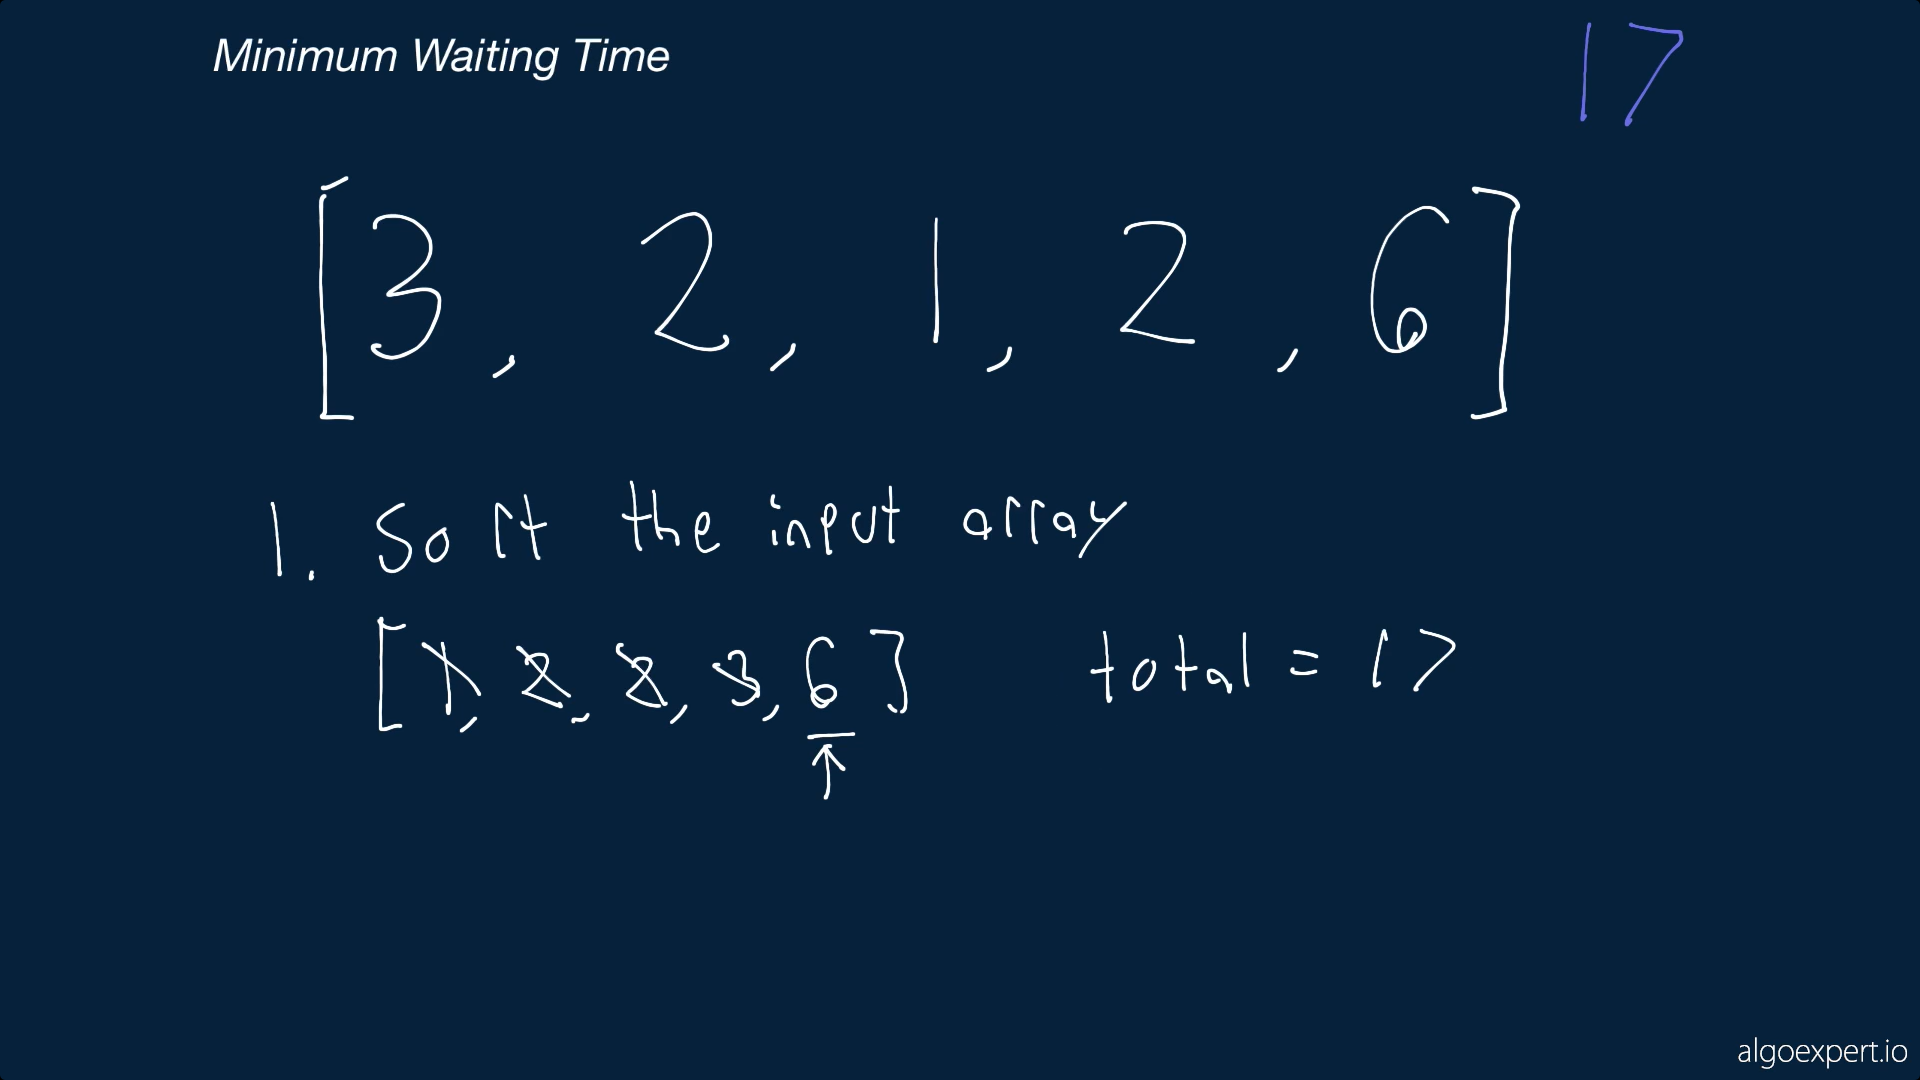 Minimum Waiting Time
17
[3, 2, 1, 2, 6]
1. Sort the input array
[1, 2, 2, 3, 6] total = 17
algoexpert.io